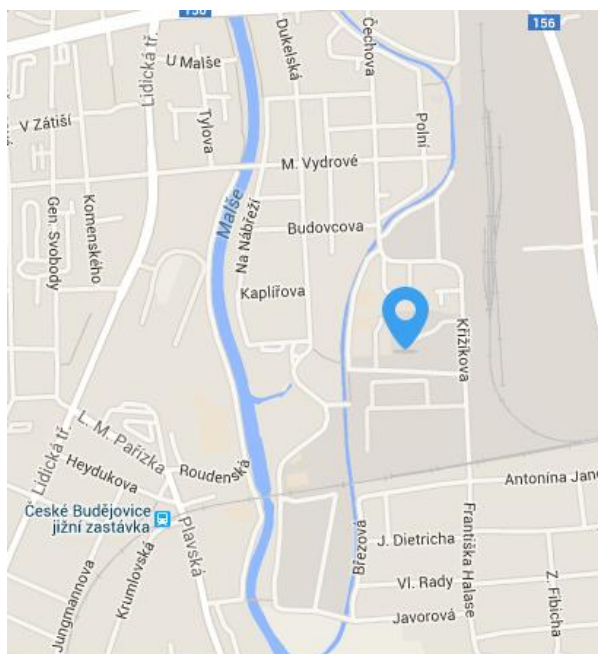 156
156
Čechova
Dukelská
Lidická tř.
U Malše
V Zátiší
Tylova
Polní
M. Vydrové
Malše
Na Nábřeží
Budovcova
Komenského
Gen. Svobody
Kaplířova
Křižíkova
L. M. Pařízka
Lidická tř.
Heydukova
Roudenská
Antonína Jano
České Budějovice
jižní zastávka
Plavská
Krumlovská
Jungmannova
Březova
J. Dietricha
Františka Halase
Vl. Rady
Z. Fibicha
Javorová